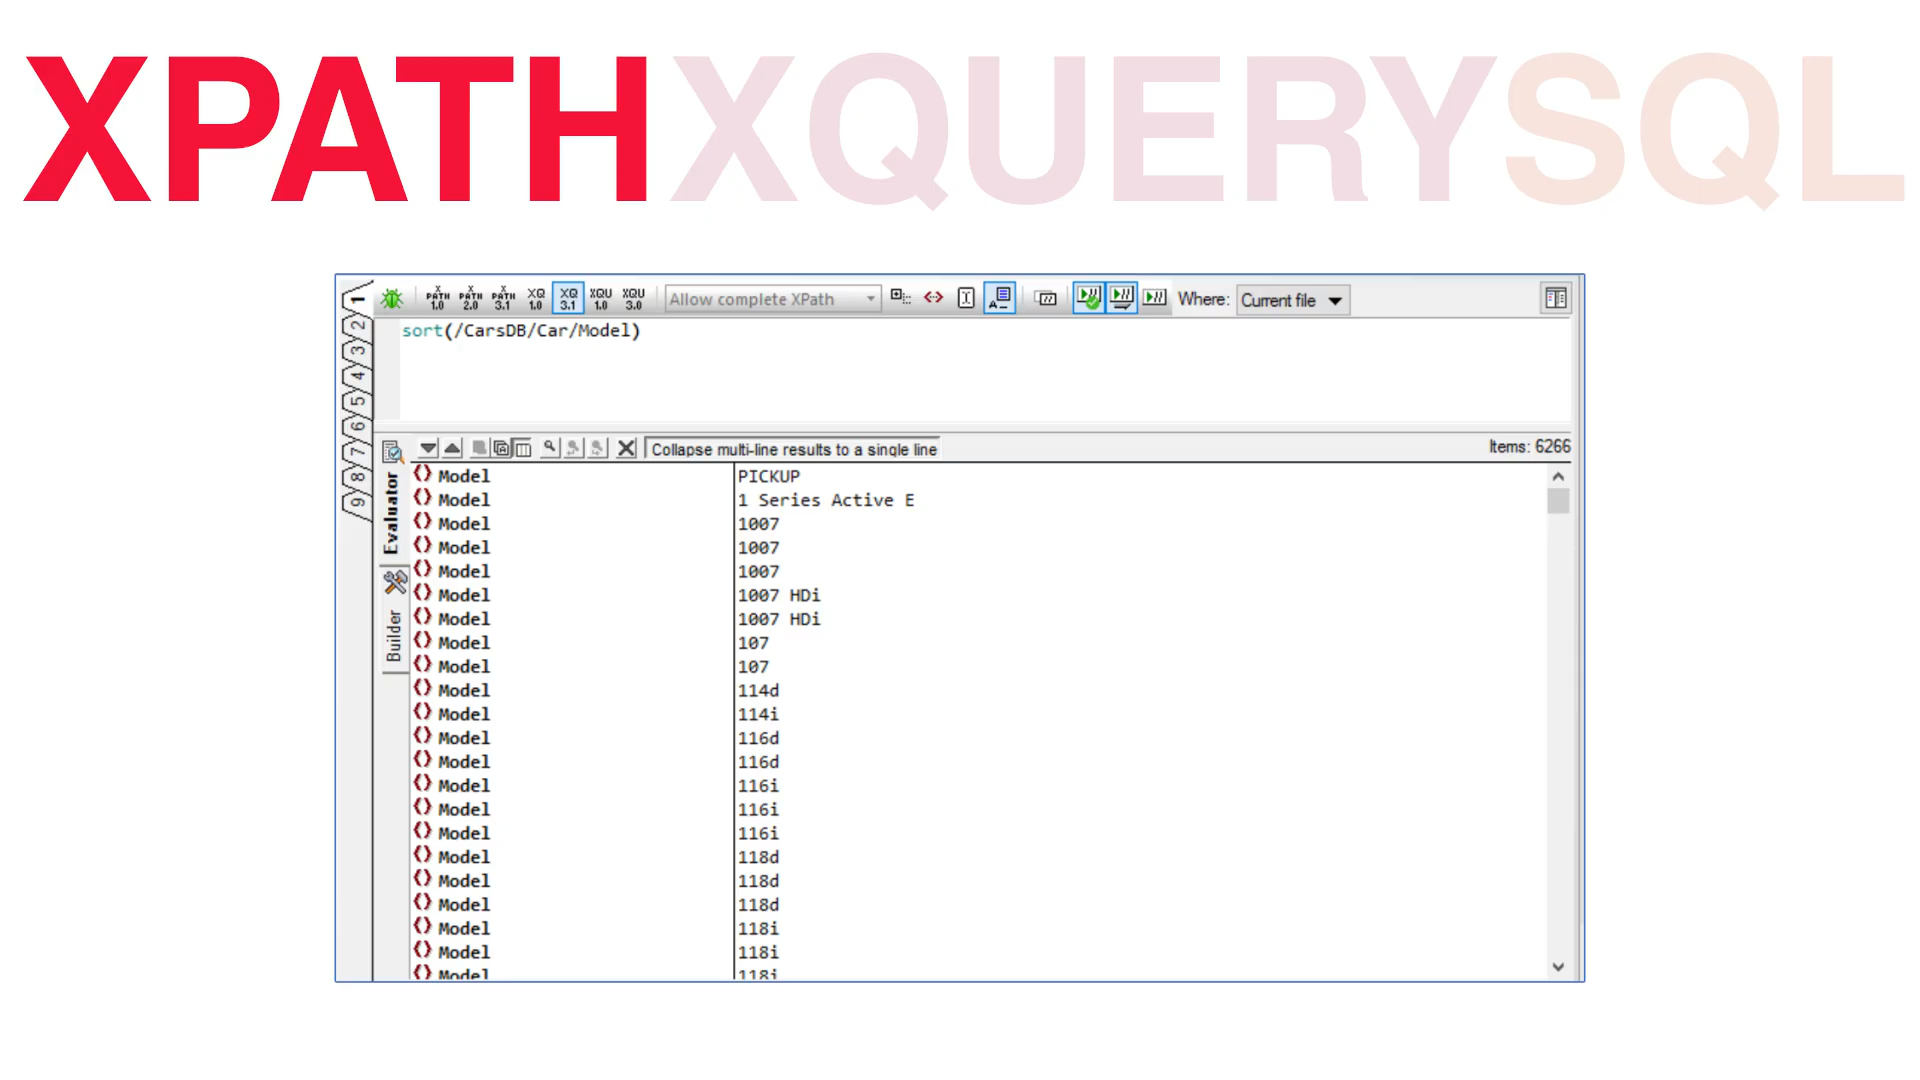 XPATHXQUERYSQL
1 XPATH 1.0 XPATH 2.0 XPATH 3.1 XQ 1.0 XQ 3.1 XQU 1.0 XQU 3.0 Allow complete XPath Where: Current file
2
3
4
5
6
7
8
9
sort(/CarsDB/Car/Model)
Collapse multi-line results to a single line Items: 6266
Evaluator
Builder
Model PICKUP
Model 1 Series Active E
Model 1007
Model 1007
Model 1007
Model 1007 HDi
Model 1007 HDi
Model 107
Model 107
Model 114d
Model 114i
Model 116d
Model 116d
Model 116i
Model 116i
Model 116i
Model 118d
Model 118d
Model 118d
Model 118i
Model 118i
Model 118i